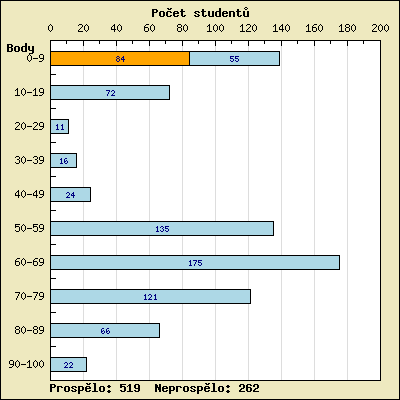 Počet studentů
0 20 40 60 80 100 120 140 160 180 200
Body
0-9 84 55
10-19 72
20-29 11
30-39 16
40-49 24
50-59 135
60-69 175
70-79 121
80-89 66
90-100 22
Prospělo: 519 Neprospělo: 262